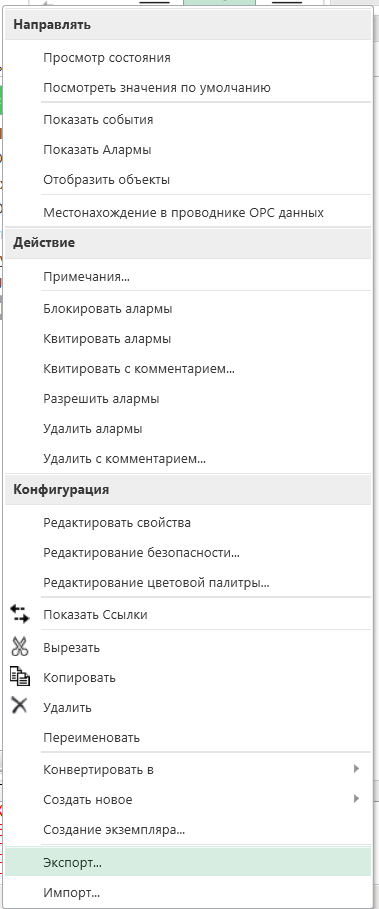 Направлять
Просмотр состояния
Посмотреть значения по умолчанию
Показать события
Показать Алармы
Отобразить объекты
Местонахождение в проводнике OPC данных
Действие
Примечания...
Блокировать алармы
Квитировать алармы
Квитировать с комментарием...
Разрешить алармы
Удалить алармы
Удалить с комментарием...
Конфигурация
Редактировать свойства
Редактирование безопасности...
Редактирование цветовой палитры...
Показать Ссылки
Вырезать
Копировать
Удалить
Переименовать
Конвертировать в
Создать новое
Создание экземпляра...
Экспорт...
Импорт...